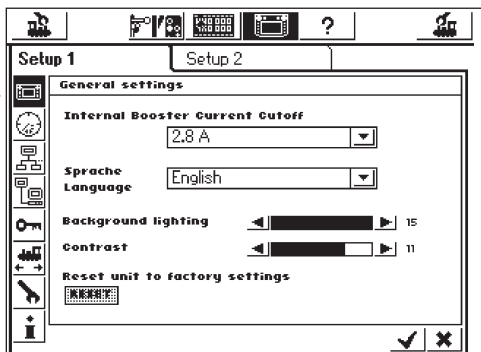 ?
Setup 1 Setup 2
General settings
Internal Booster Current Cutoff
2.8 A
Sprache
Language
English
Background lighting 15
Contrast 11
Reset unit to factory settings
RESET